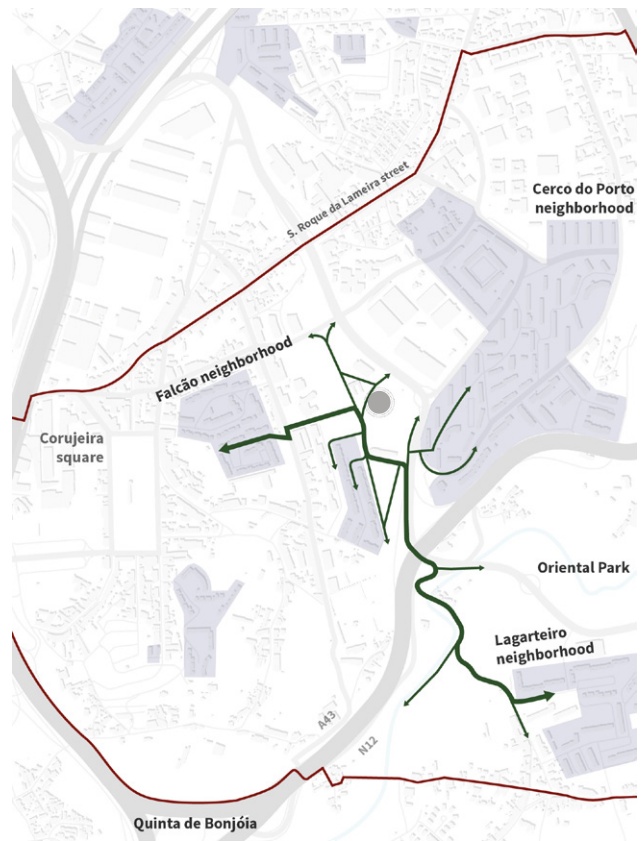 S. Roque da Lameira street
Cerco do Porto
neighborhood
Falcão neighborhood
Corujeira
square
Oriental Park
Lagarteiro
neighborhood
A43
N12
Quinta de Bonjóia